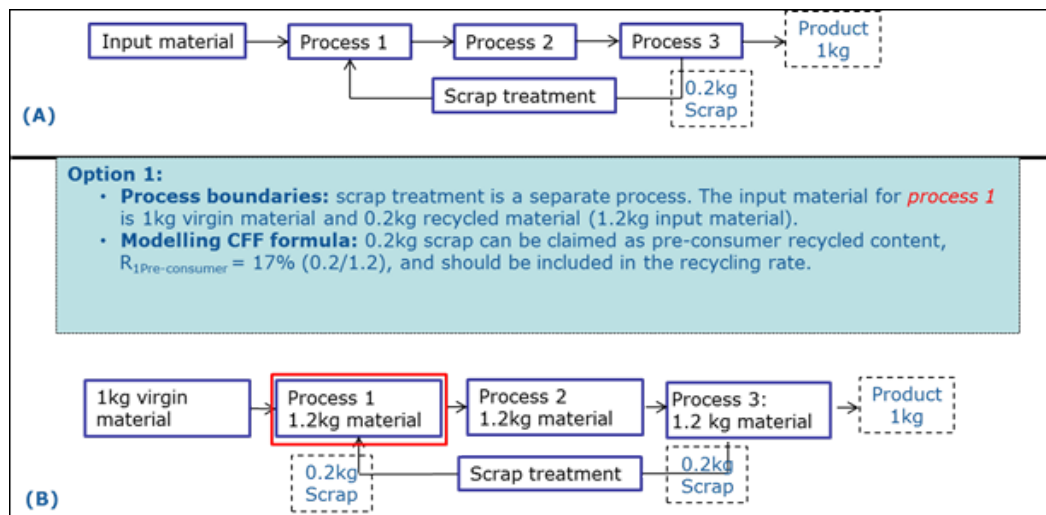 Input material
Process 1
Process 2
Process 3
Product
1kg
Scrap treatment
0.2kg
Scrap
(A)
Option 1:
• Process boundaries: scrap treatment is a separate process. The input material for process 1
is 1kg virgin material and 0.2kg recycled material (1.2kg input material).
• Modelling CFF formula: 0.2kg scrap can be claimed as pre-consumer recycled content,
R1Pre-consumer = 17% (0.2/1.2), and should be included in the recycling rate.
1kg virgin
material
Process 1
1.2kg material
Process 2
1.2kg material
Process 3:
1.2 kg material
Product
1kg
0.2kg
Scrap
Scrap treatment
0.2kg
Scrap
(B)